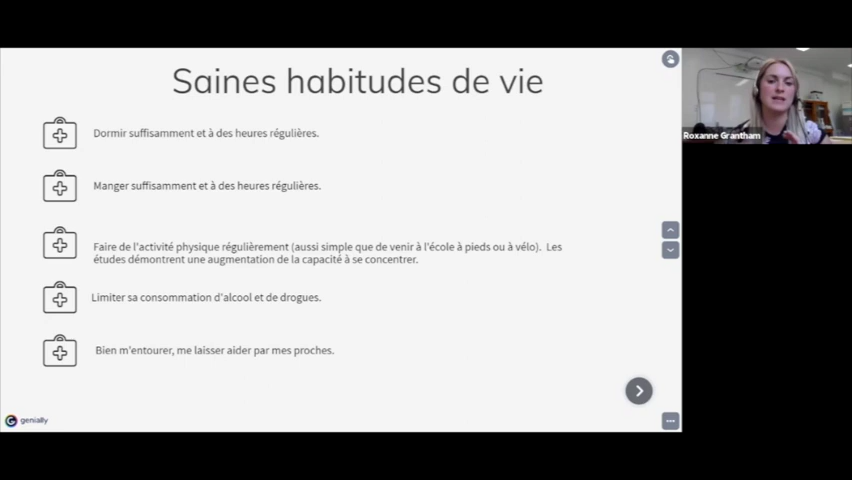 Saines habitudes de vie
Dormir suffisamment et à des heures régulières.
Manger suffisamment et à des heures régulières.
Faire de l'activité physique régulièrement (aussi simple que de venir à l'école à pieds ou à vélo). Les
études démontrent une augmentation de la capacité à se concentrer.
Limiter sa consommation d'alcool et de drogues.
Bien m'entourer, me laisser aider par mes proches.
genially
Roxanne Grantham